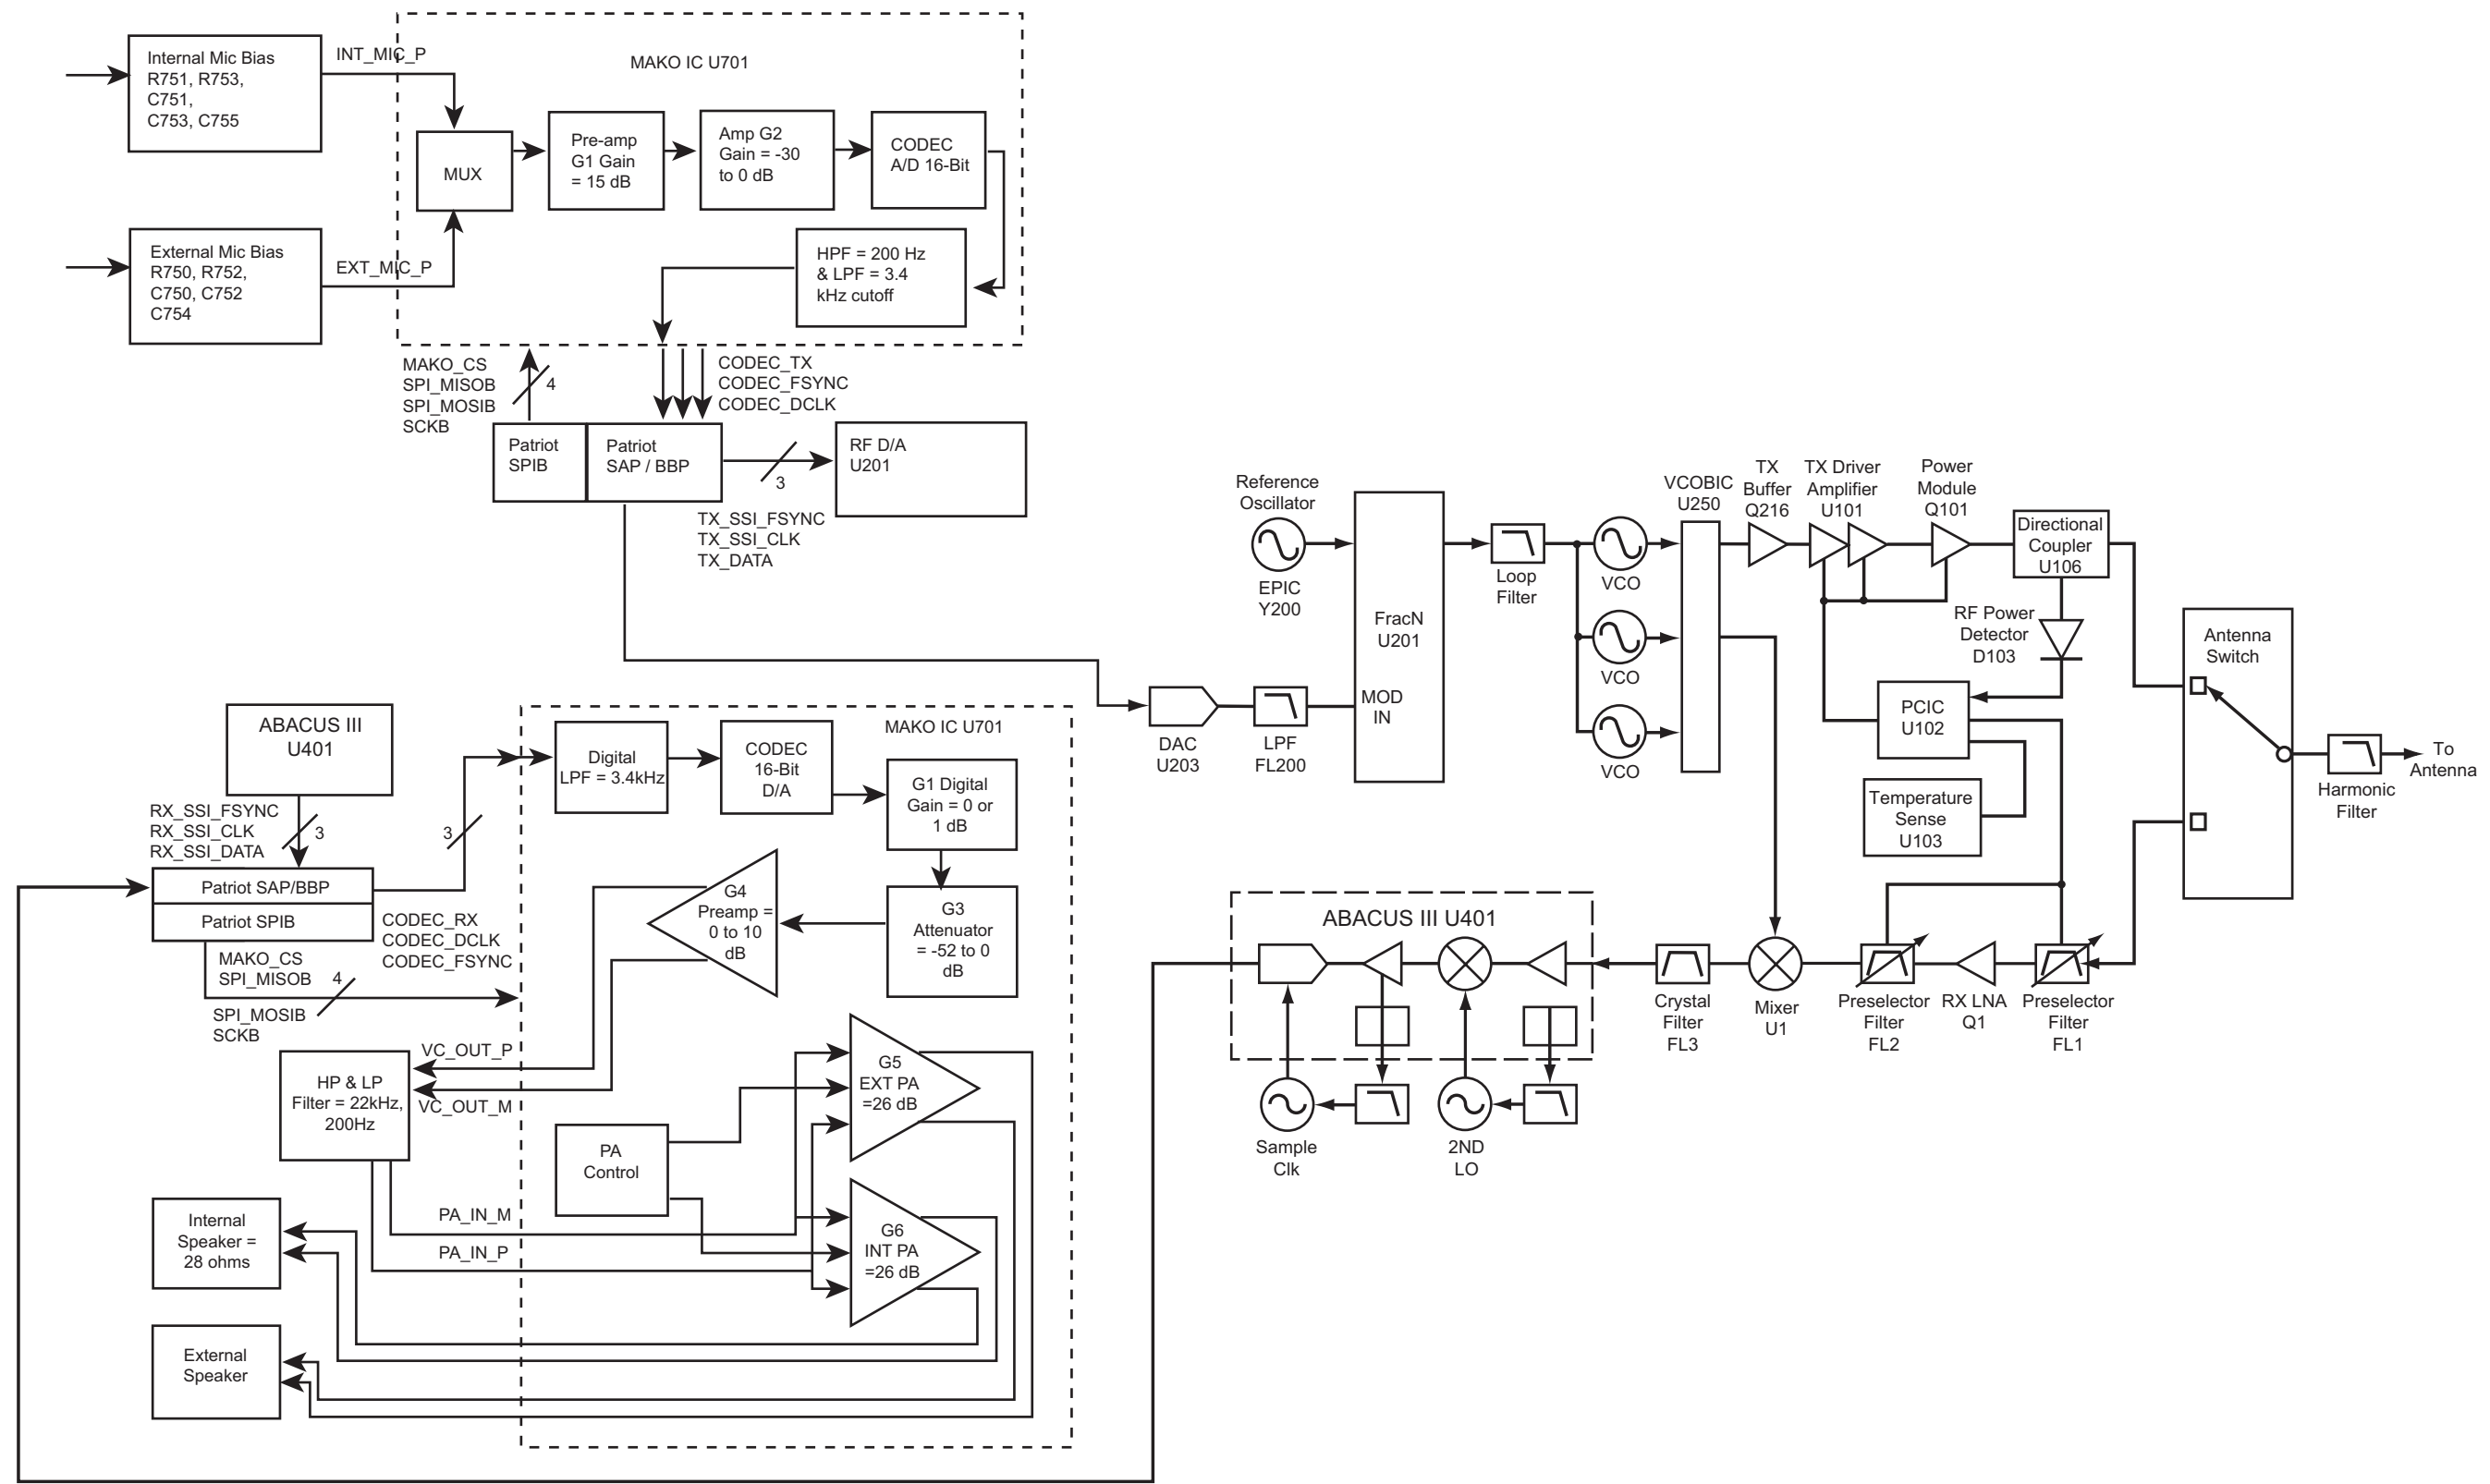 Internal Mic Bias
R751, R753,
C751,
C753, C755
INT_MIC_P
MAKO IC U701
MUX
Pre-amp
G1 Gain
= 15 dB
Amp G2
Gain = -30
to 0 dB
CODEC
A/D 16-Bit
External Mic Bias
R750, R752,
C750, C752
C754
EXT_MIC_P
HPF = 200 Hz
& LPF = 3.4
kHz cutoff
MAKO_CS
SPI_MISOB
SPI_MOSIB
SCKB
4
CODEC_TX
CODEC_FSYNC
CODEC_DCLK
Patriot
SPIB
Patriot
SAP / BBP
3
RF D/A
U201
TX_SSI_FSYNC
TX_SSI_CLK
TX_DATA
Reference
Oscillator
EPIC
Y200
FracN
U201
MOD
IN
Loop
Filter
VCO
VCO
VCO
VCOBIC
U250
TX
Buffer
Q216
TX Driver
Amplifier
U101
Power
Module
Q101
Directional
Coupler
U106
RF Power
Detector
D103
PCIC
U102
Temperature
Sense
U103
Antenna
Switch
Harmonic
Filter
To
Antenna
DAC
U203
LPF
FL200
ABACUS III
U401
RX_SSI_FSYNC
RX_SSI_CLK
RX_SSI_DATA
3
Patriot SAP/BBP
Patriot SPIB
3
CODEC_RX
CODEC_DCLK
CODEC_FSYNC
MAKO_CS
SPI_MISOB
4
SPI_MOSIB
SCKB
MAKO IC U701
Digital
LPF = 3.4kHz
CODEC
16-Bit
D/A
G1 Digital
Gain = 0 or
1 dB
G3
Attenuator
= -52 to 0
dB
G4
Preamp =
0 to 10
dB
VC_OUT_P
VC_OUT_M
HP & LP
Filter = 22kHz,
200Hz
PA
Control
G5
EXT PA
=26 dB
G6
INT PA
=26 dB
PA_IN_M
PA_IN_P
Internal
Speaker =
28 ohms
External
Speaker
ABACUS III U401
Sample
Clk
2ND
LO
Crystal
Filter
FL3
Mixer
U1
Preselector
Filter
FL2
RX LNA
Q1
Preselector
Filter
FL1